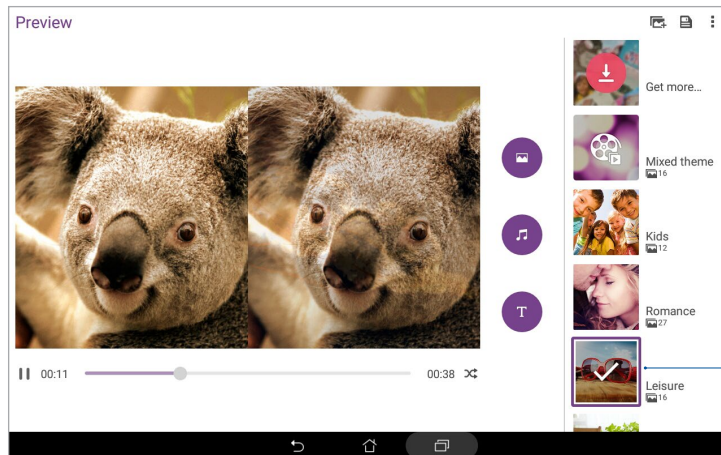 Preview
Get more...
Mixed theme
16
Kids
12
Romance
27
T
00:11
00:38
Leisure
16